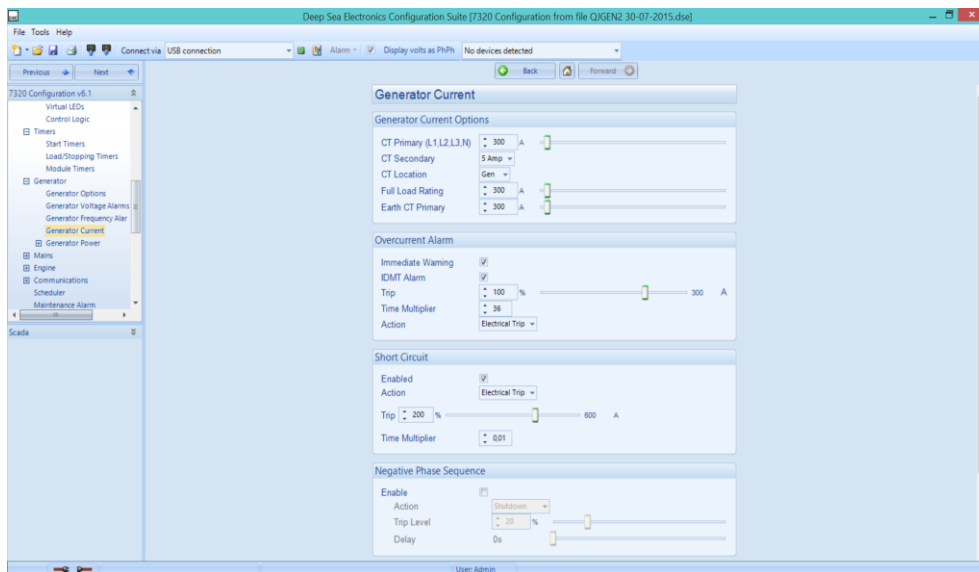 DSE
Deep Sea Electronics Configuration Suite [7320 Configuration from file QJGEN2 30-07-2015.dse]
File Tools Help
Connect via USB connection Alarm Display volts as PhPh No devices detected
Previous Next
Back Forward
7320 Configuration v6.1
Virtual LEDs
Control Logic
Timers
Start Timers
Load/Stopping Timers
Module Timers
Generator
Generator Options
Generator Voltage Alarms
Generator Frequency Alar
Generator Current
Generator Power
Mains
Engine
Communications
Scheduler
Maintenance Alarm
Scada
Generator Current
Generator Current Options
CT Primary (L1,L2,L3,N) 300 A
CT Secondary 5 Amp
CT Location Gen
Full Load Rating 300 A
Earth CT Primary 300 A
Overcurrent Alarm
Immediate Warning
IDMT Alarm
Trip 100 % 300 A
Time Multiplier 36
Action Electrical Trip
Short Circuit
Enabled
Action Electrical Trip
Trip 200 % 600 A
Time Multiplier 0,01
Negative Phase Sequence
Enable
Action Shutdown
Trip Level 20 %
Delay 0s
User: Admin